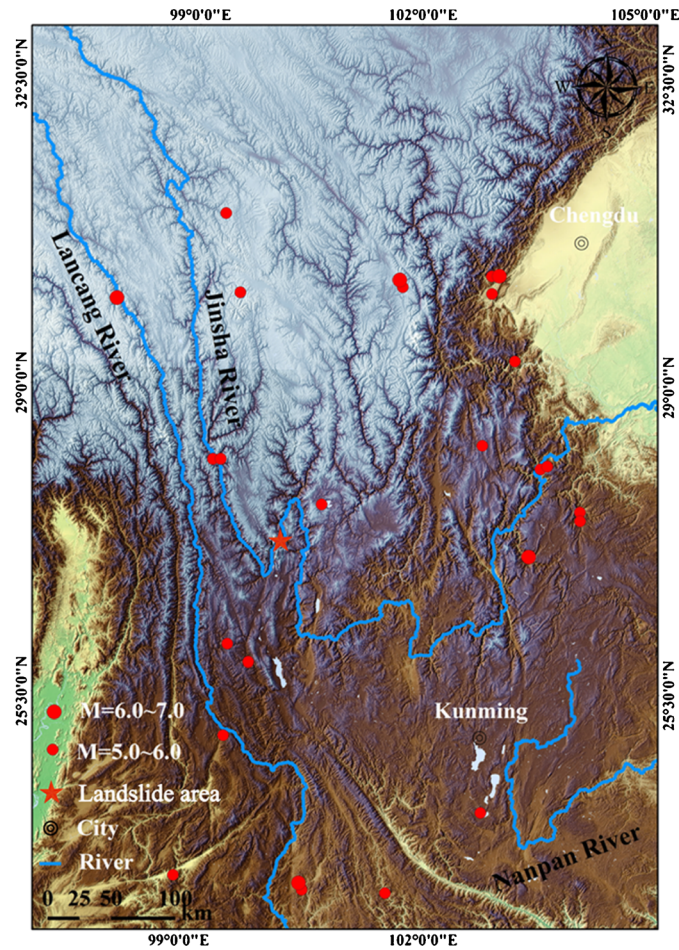 99°0'0"E 102°0'0"E 105°0'0"E
32°30'0"N 32°30'0"N
W E
S
Chengdu
Lancang River
Jinsha River
29°0'0"N 29°0'0"N
25°30'0"N 25°30'0"N
M=6.0~7.0
Kunming
M=5.0~6.0
Landslide area
City
River
Nanpan River
0 25 50 100
km
99°0'0"E 102°0'0"E